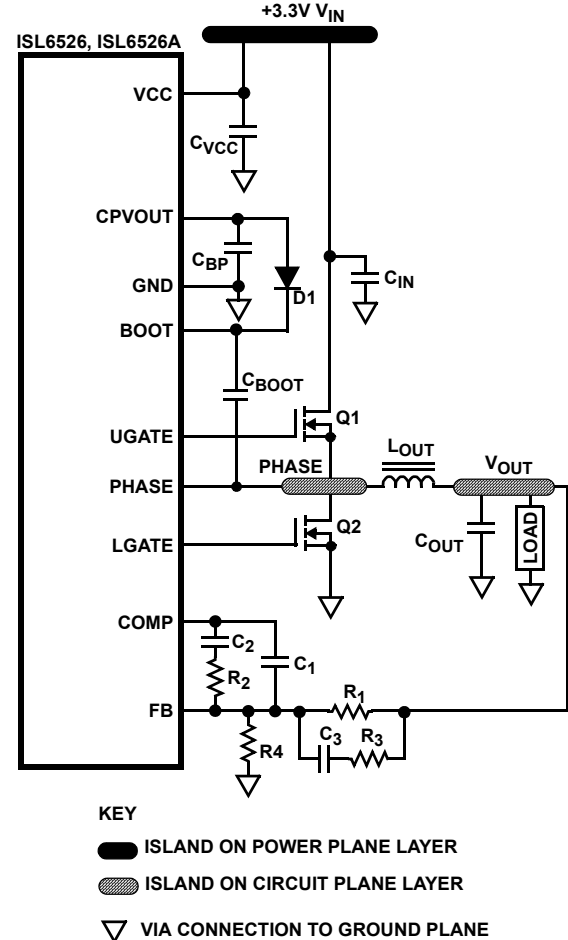 +3.3V VIN
ISL6526, ISL6526A
VCC
CVCC
CPVOUT
CBP
GND
D1
CIN
BOOT
CBOOT
Q1
UGATE
PHASE
LOUT
VOUT
PHASE
Q2
COUT
LOAD
LGATE
COMP
C2
C1
R2
R1
FB
C3
R3
R4
KEY
ISLAND ON POWER PLANE LAYER
ISLAND ON CIRCUIT PLANE LAYER
VIA CONNECTION TO GROUND PLANE